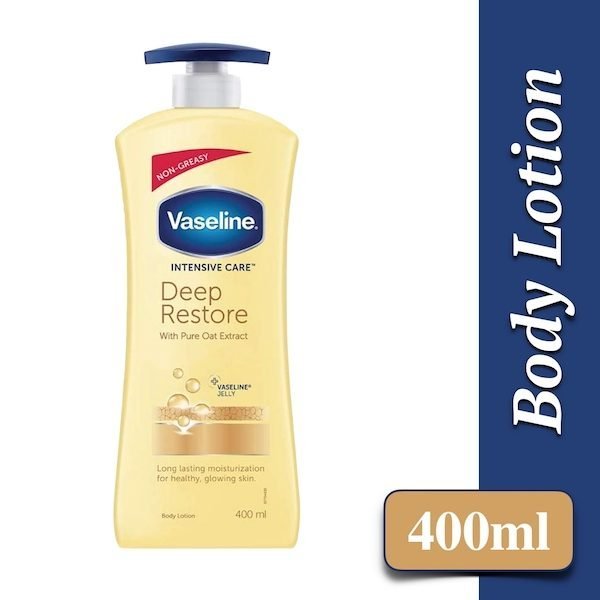 NON-GREASY
Vaseline.
INTENSIVE CARE™
Deep
Restore
With Pure Oat Extract
VASELINE®
JELLY
Long lasting moisturization
for healthy, glowing skin.
Body Lotion
400 ml
Body Lotion
400ml